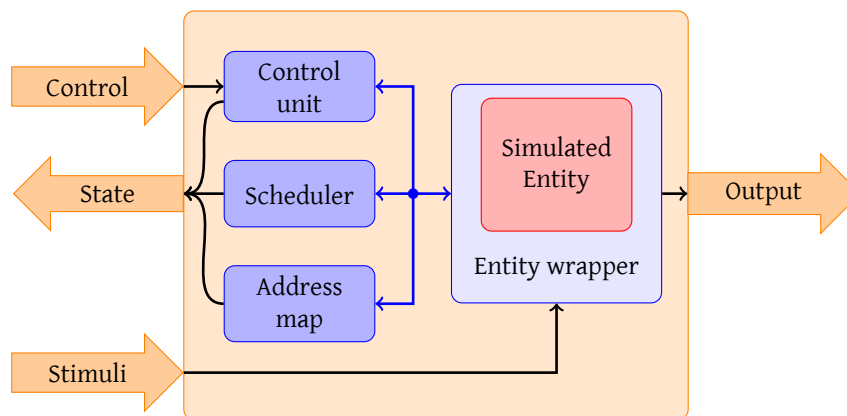 Control
Control
unit
Simulated
Entity
State
Scheduler
Output
Entity wrapper
Address
map
Stimuli